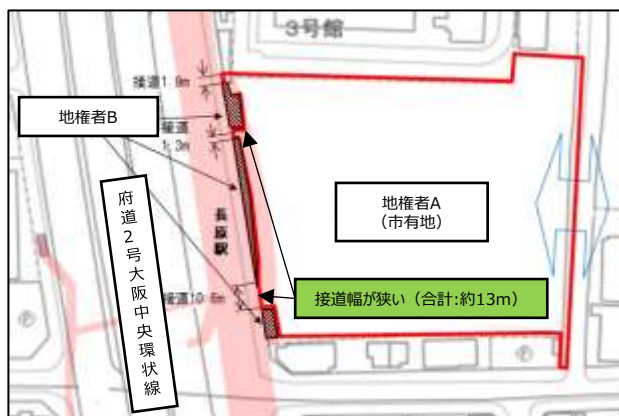 3号館
接道1.9m
地権者B
接道
1.3m
地権者A
(市有地)
府道2号大阪中央環状線
長原駅
接道幅が狭い(合計:約13m)
接道10.6m
P
P